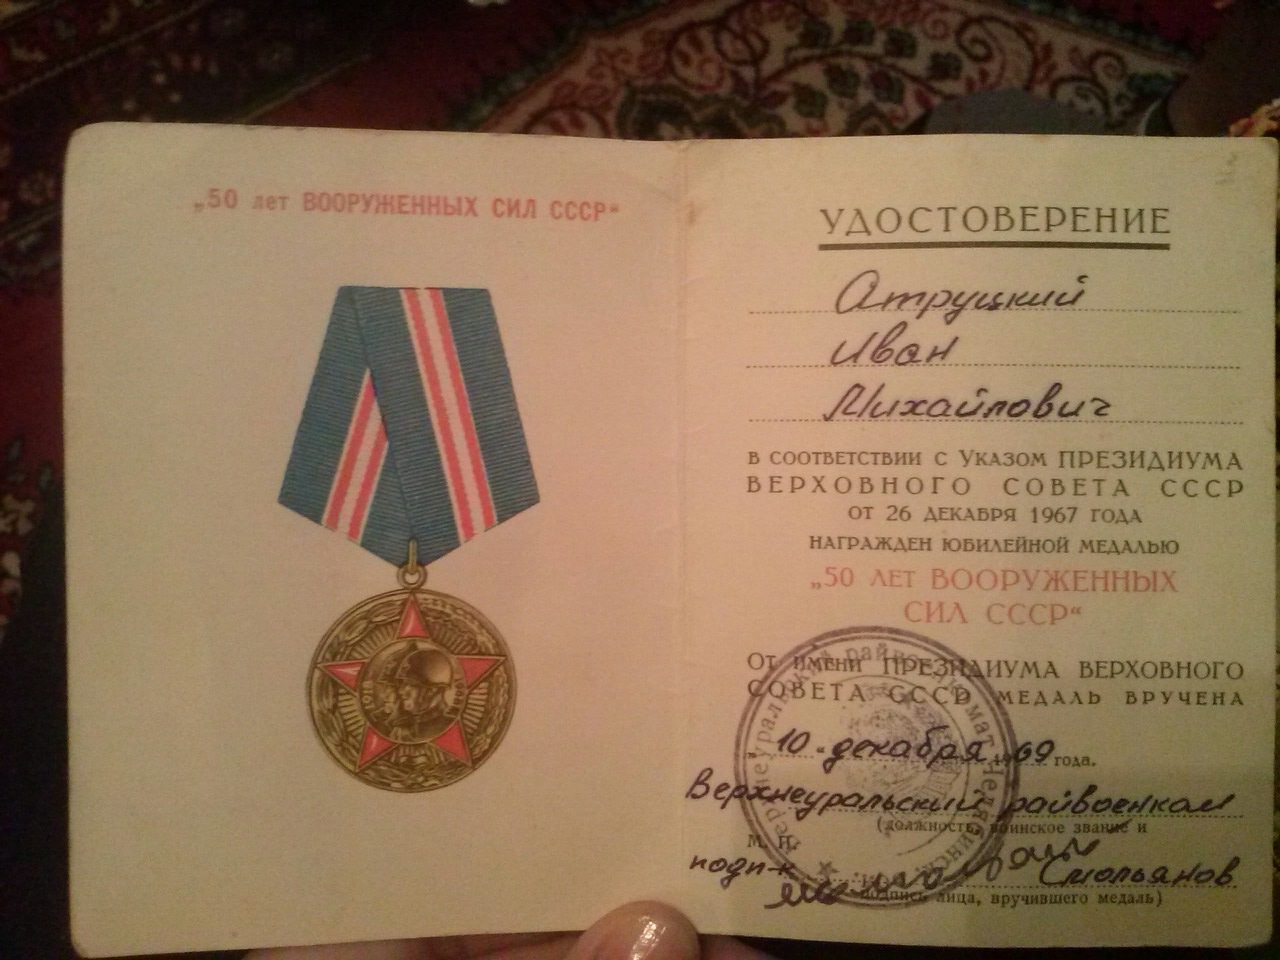 „50 лет ВООРУЖЕННЫХ СИЛ СССР“
УДОСТОВЕРЕНИЕ
Атруцкий
Иван
Михайлович
В СООТВЕТСТВИИ С УКАЗОМ ПРЕЗИДИУМА
ВЕРХОВНОГО СОВЕТА СССР
ОТ 26 ДЕКАБРЯ 1967 ГОДА
НАГРАЖДЕН ЮБИЛЕЙНОЙ МЕДАЛЬЮ
„50 ЛЕТ ВООРУЖЕННЫХ
СИЛ СССР“
ОТ ИМЕНИ ПРЕЗИДИУМА ВЕРХОВНОГО
СОВЕТА СССР МЕДАЛЬ ВРУЧЕНА
10 декабря 1969 года.
Верхнеуральский райвоенком
(должность, воинское звание и
М. П.
подп-к Смольянов
подпись лица, вручившего медаль)